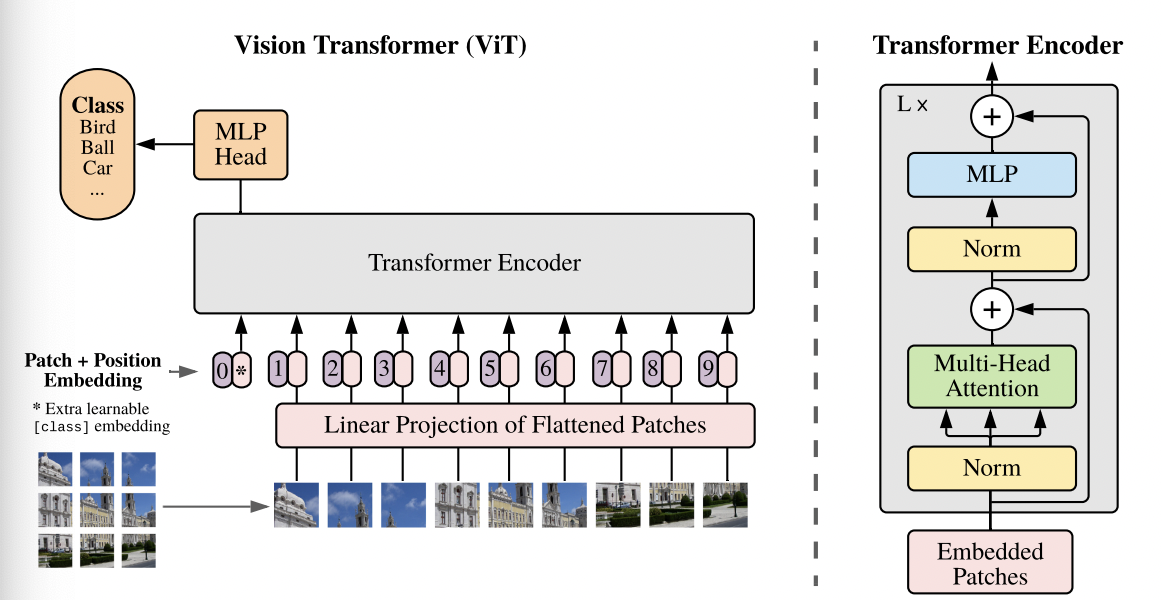 Vision Transformer (ViT)
Class
Bird
Ball
Car
...
MLP
Head
Transformer Encoder
Patch + Position
Embedding
0 * 1 2 3 4 5 6 7 8 9
* Extra learnable
[class] embedding
Linear Projection of Flattened Patches
Transformer Encoder
L x
+
MLP
Norm
+
Multi-Head
Attention
Norm
Embedded
Patches